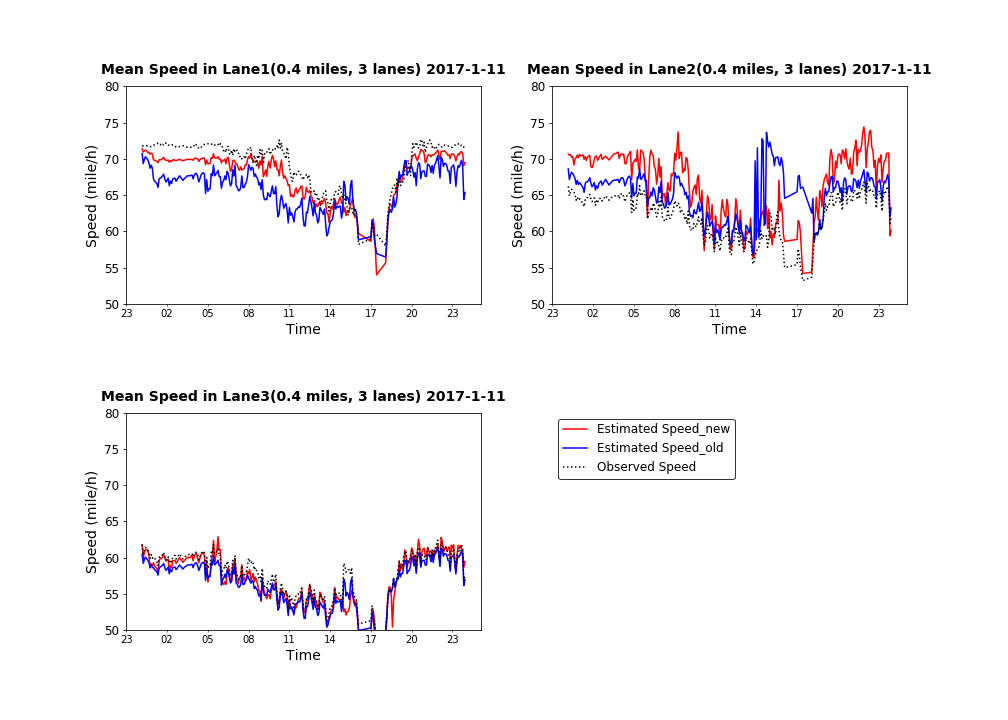 Mean Speed in Lane1(0.4 miles, 3 lanes) 2017-1-11
80
75
70
65
60
55
50
Speed (mile/h)
23 02 05 08 11 14 17 20 23
Time
Mean Speed in Lane2(0.4 miles, 3 lanes) 2017-1-11
80
75
70
65
60
55
50
Speed (mile/h)
23 02 05 08 11 14 17 20 23
Time
Mean Speed in Lane3(0.4 miles, 3 lanes) 2017-1-11
80
75
70
65
60
55
50
Speed (mile/h)
23 02 05 08 11 14 17 20 23
Time
Estimated Speed_new
Estimated Speed_old
Observed Speed